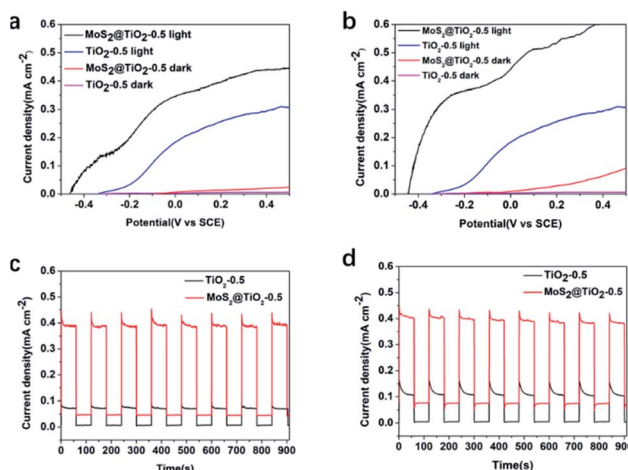 a
MoS2@TiO2-0.5 light
TiO2-0.5 light
MoS2@TiO2-0.5 dark
TiO2-0.5 dark
Current density(mA cm-2)
0.6
0.5
0.4
0.3
0.2
0.1
0.0
-0.4 -0.2 0.0 0.2 0.4
Potential(V vs SCE)
b
MoS2@TiO2-0.5 light
TiO2-0.5 light
MoS2@TiO2-0.5 dark
TiO2-0.5 dark
Current density(mA cm-2)
0.6
0.5
0.4
0.3
0.2
0.1
0.0
-0.4 -0.2 0.0 0.2 0.4
Potential(V vs SCE)
c
TiO2-0.5
MoS2@TiO2-0.5
Current density(mA cm-2)
0.6
0.5
0.4
0.3
0.2
0.1
0.0
0 100 200 300 400 500 600 700 800 900
Time(s)
d
TiO2-0.5
MoS2@TiO2-0.5
Current density(mA cm-2)
0.6
0.5
0.4
0.3
0.2
0.1
0.0
0 100 200 300 400 500 600 700 800 900
Time(s)